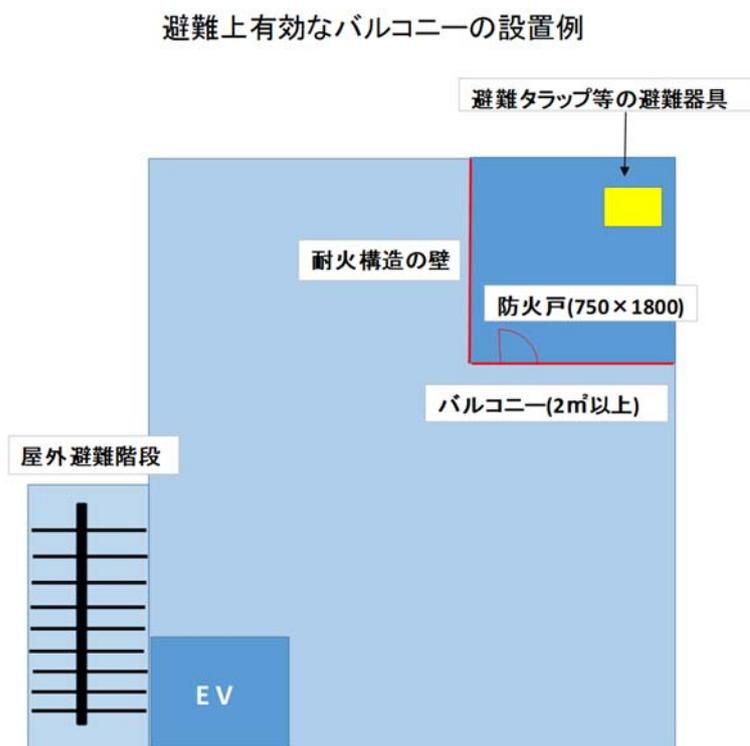 避難上有効なバルコニーの設置例
避難タラップ等の避難器具
耐火構造の壁
防火戸(750×1800)
バルコニー(2㎡以上)
屋外避難階段
EV